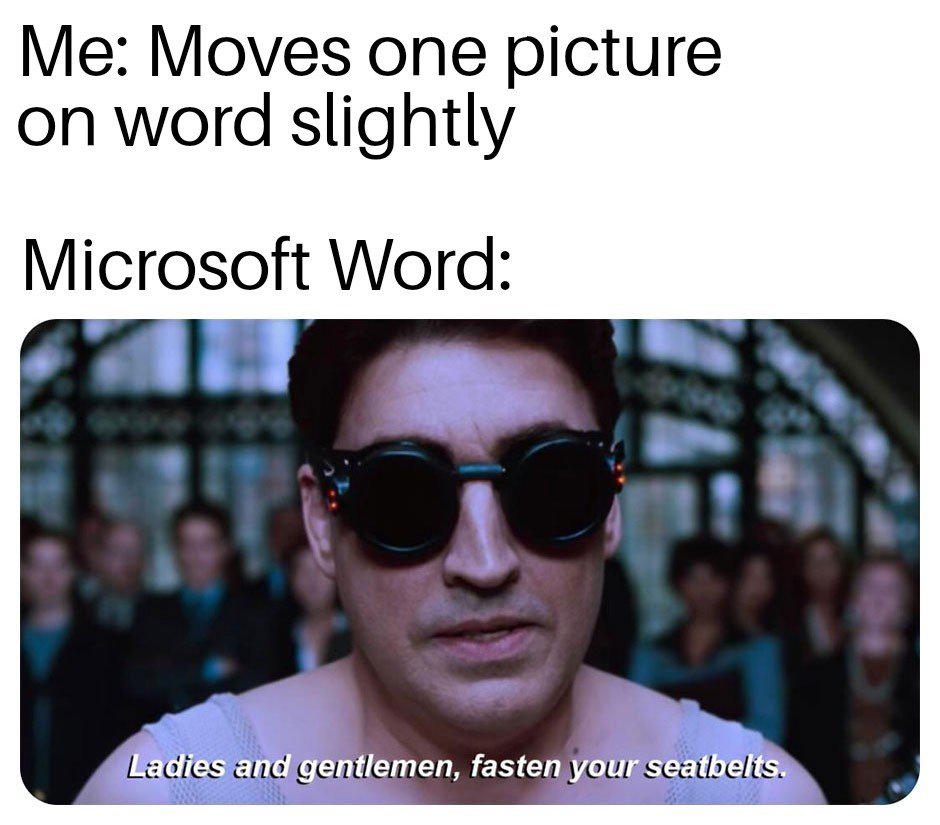 Me: Moves one picture
on word slightly
Microsoft Word:
Ladies and gentlemen, fasten your seatbelts.